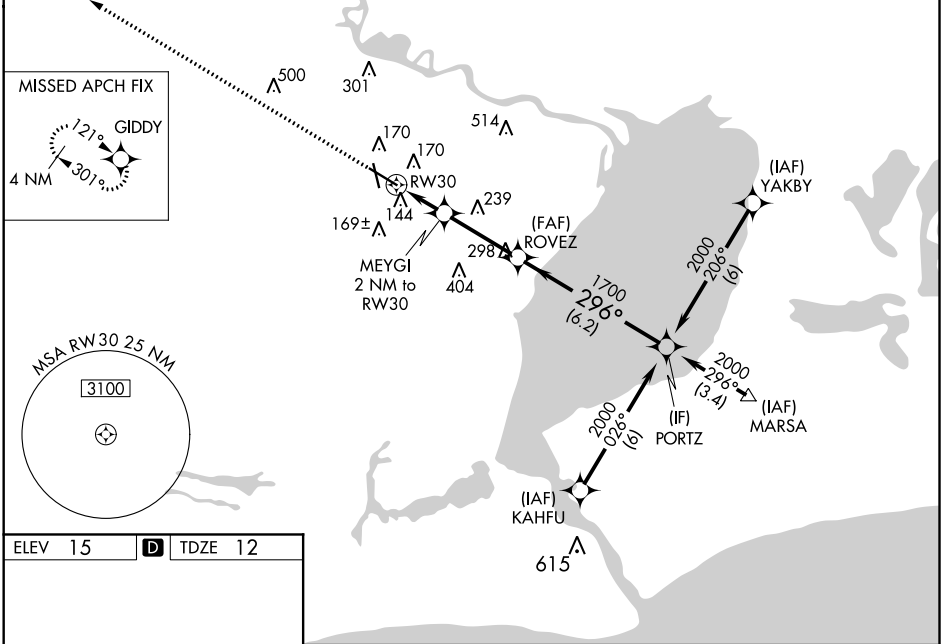 500
301
MISSED APCH FIX
GIDDY
121°
301°
4 NM
170
170
514
RW30
144
169±
239
(FAF)
ROVEZ
298
404
MEYGI
2 NM to
RW30
(IAF)
YAKBY
2000
206°
(6)
1700
296°
(6.2)
2000
296°
(3.4)
(IAF)
MARSA
(IF)
PORTZ
2000
026°
(6)
(IAF)
KAHFU
615
MSA RW30 25 NM
3100
ELEV 15 D TDZE 12